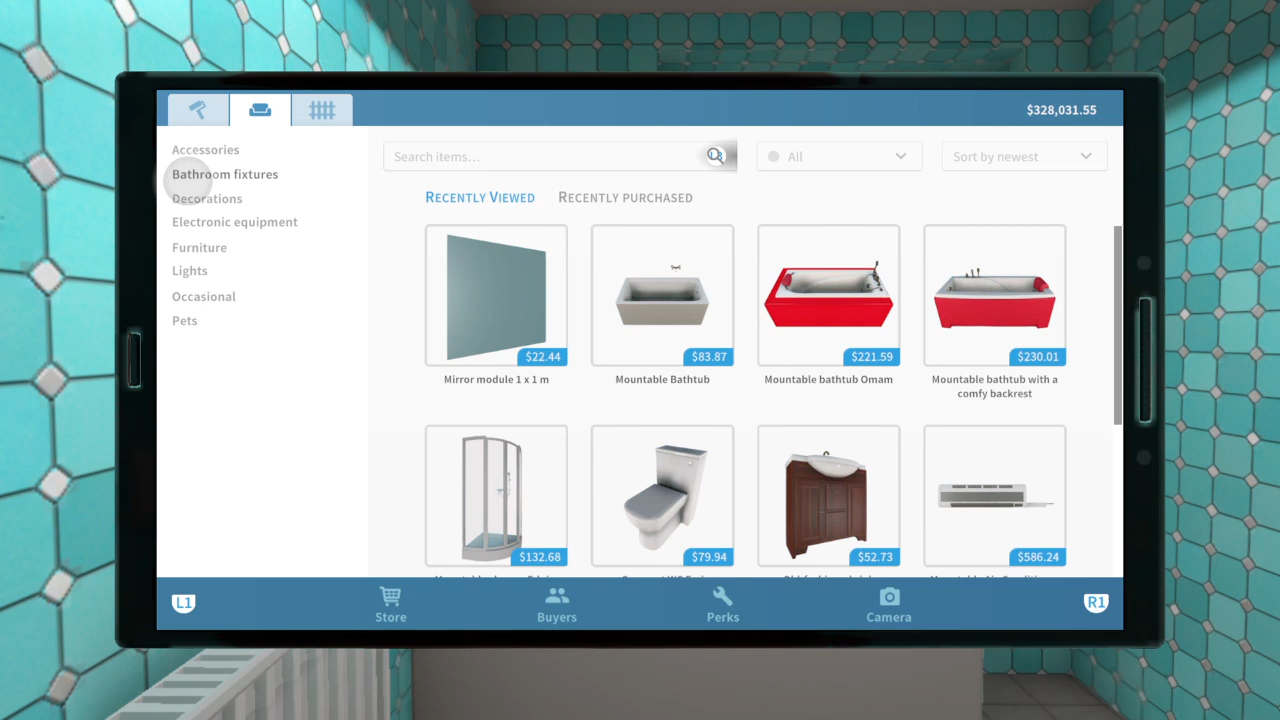 $328,031.55
Accessories
Bathroom fixtures
Decorations
Electronic equipment
Furniture
Lights
Occasional
Pets
Search items...
All
Sort by newest
Recently Viewed
Recently purchased
$22.44
$83.87
$221.59
$230.01
Mirror module 1 x 1 m
Mountable Bathtub
Mountable bathtub Omam
Mountable bathtub with a
comfy backrest
$132.68
$79.94
$52.73
$586.24
L1
Store
Buyers
Perks
Camera
R1